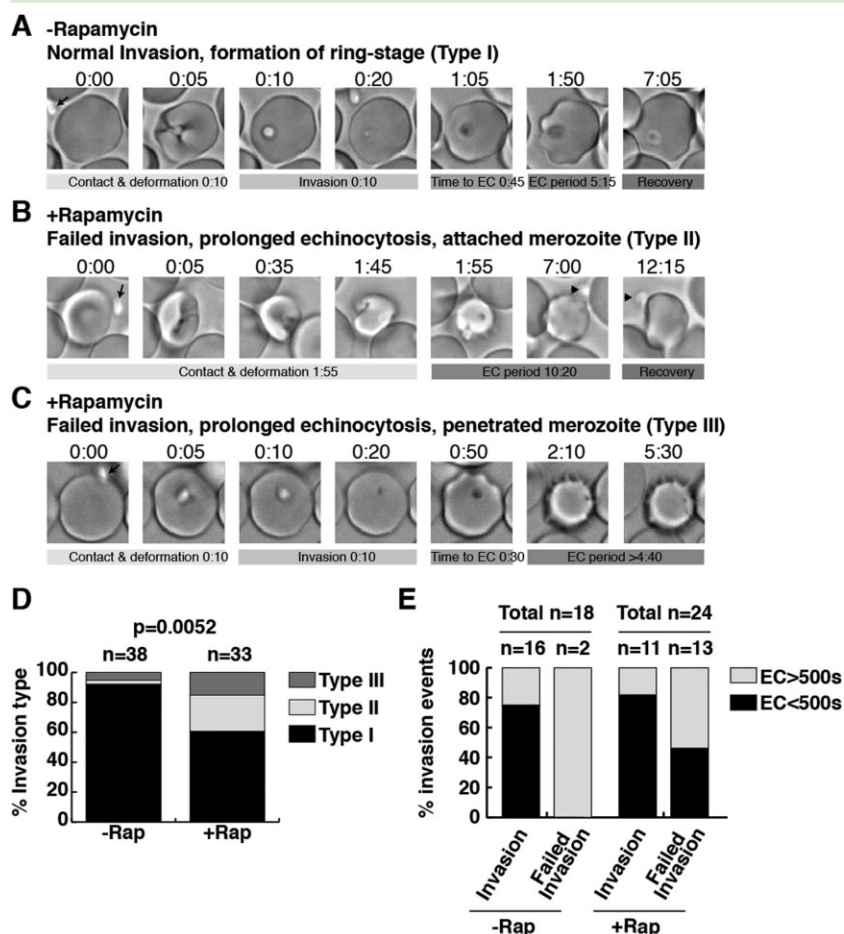 A -Rapamycin
Normal Invasion, formation of ring-stage (Type I)
0:00 0:05 0:10 0:20 1:05 1:50 7:05
Contact & deformation 0:10 Invasion 0:10 Time to EC 0:45 EC period 5:15 Recovery
B +Rapamycin
Failed invasion, prolonged echinocytosis, attached merozoite (Type II)
0:00 0:05 0:35 1:45 1:55 7:00 12:15
Contact & deformation 1:55 EC period 10:20 Recovery
C +Rapamycin
Failed invasion, prolonged echinocytosis, penetrated merozoite (Type III)
0:00 0:05 0:10 0:20 0:50 2:10 5:30
Contact & deformation 0:10 Invasion 0:10 Time to EC 0:30 EC period >4:40
D
p=0.0052
n=38 n=33
% Invasion type
100
80
60
40
20
0
-Rap +Rap
Type III
Type II
Type I
E
Total n=18 Total n=24
n=16 n=2 n=11 n=13
% invasion events
100
80
60
40
20
0
EC>500s
EC<500s
Invasion
Failed
Invasion
Invasion
Failed
Invasion
-Rap +Rap